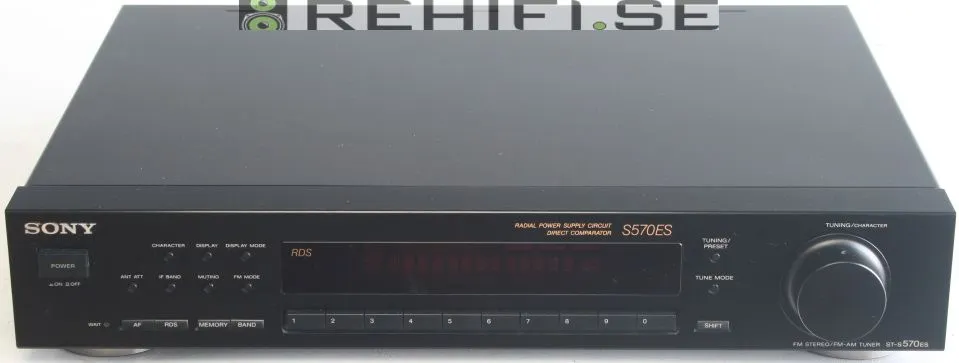 REHIFI.SE
SONY
RADIAL POWER SUPPLY CIRCUIT
DIRECT COMPARATOR
S570ES
TUNING/CHARACTER
CHARACTER DISPLAY DISPLAY MODE
RDS
TUNING/
PRESET
POWER
ANT ATT IF BAND MUTING FM MODE
TUNE MODE
ON OFF
WAIT AF RDS MEMORY BAND
1 2 3 4 5 6 7 8 9 0
SHIFT
FM STEREO/FM-AM TUNER ST-S570ES